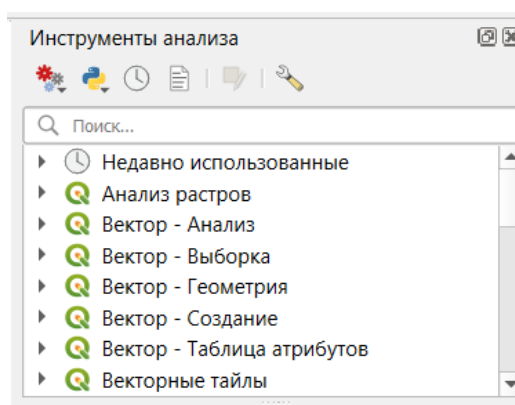 Инструменты анализа
Поиск...
Недавно использованные
Анализ растров
Вектор - Анализ
Вектор - Выборка
Вектор - Геометрия
Вектор - Создание
Вектор - Таблица атрибутов
Векторные тайлы